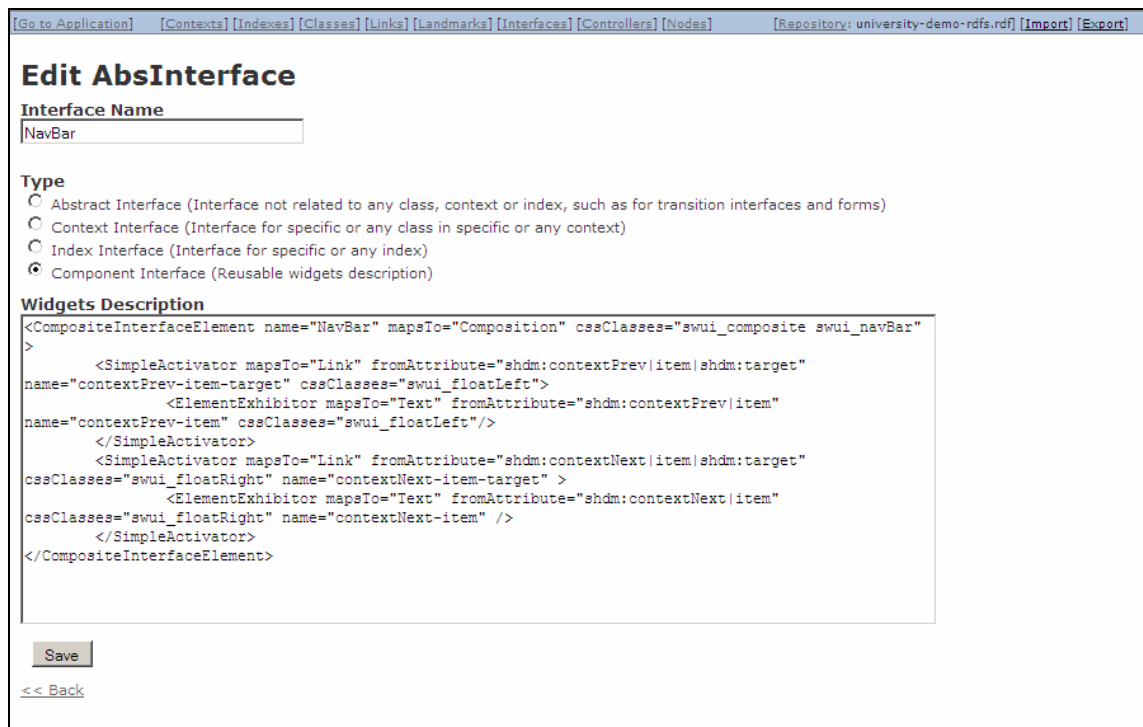 [Go to Application] [Contexts] [Indexes] [Classes] [Links] [Landmarks] [Interfaces] [Controllers] [Nodes] [Repository: university-demo-rdfs.rdf] [Import] [Export]
Edit AbsInterface
Interface Name
NavBar
Type
Abstract Interface (Interface not related to any class, context or index, such as for transition interfaces and forms)
Context Interface (Interface for specific or any class in specific or any context)
Index Interface (Interface for specific or any index)
Component Interface (Reusable widgets description)
Widgets Description
<CompositeInterfaceElement name="NavBar" mapsTo="Composition" cssClasses="swui_composite swui_navBar"
>
<SimpleActivator mapsTo="Link" fromAttribute="shdm:contextPrev|item|shdm:target"
name="contextPrev-item-target" cssClasses="swui_floatLeft">
<ElementExhibitor mapsTo="Text" fromAttribute="shdm:contextPrev|item"
name="contextPrev-item" cssClasses="swui_floatLeft"/>
</SimpleActivator>
<SimpleActivator mapsTo="Link" fromAttribute="shdm:contextNext|item|shdm:target"
cssClasses="swui_floatRight" name="contextNext-item-target" >
<ElementExhibitor mapsTo="Text" fromAttribute="shdm:contextNext|item"
cssClasses="swui_floatRight" name="contextNext-item" />
</SimpleActivator>
</CompositeInterfaceElement>
Save
<< Back